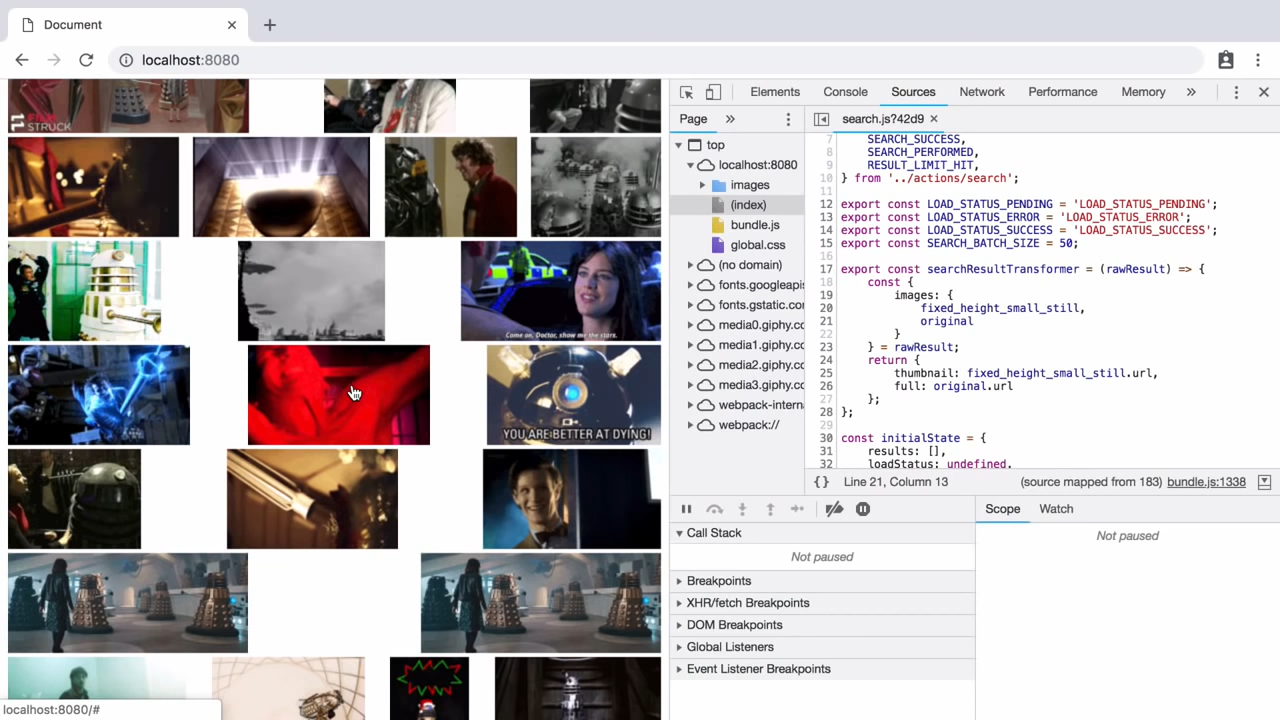 Document
localhost:8080
FILM
STRUCK
Come on, Doctor, show me the stars.
YOU ARE BETTER AT DYING!
localhost:8080/#
Elements Console Sources Network Performance Memory
Page
top
localhost:8080
images
(index)
bundle.js
global.css
(no domain)
fonts.googleapis
fonts.gstatic.co
media0.giphy.cc
media1.giphy.cc
media2.giphy.cc
media3.giphy.cc
webpack-intern
webpack://
search.js?42d9
7 SEARCH_SUCCESS,
8 SEARCH_PERFORMED,
9 RESULT_LIMIT_HIT,
10 } from '../actions/search';
11
12 export const LOAD_STATUS_PENDING = 'LOAD_STATUS_PENDING';
13 export const LOAD_STATUS_ERROR = 'LOAD_STATUS_ERROR';
14 export const LOAD_STATUS_SUCCESS = 'LOAD_STATUS_SUCCESS';
15 export const SEARCH_BATCH_SIZE = 50;
16
17 export const searchResultTransformer = (rawResult) => {
18 const {
19 images: {
20 fixed_height_small_still,
21 original
22 }
23 } = rawResult;
24 return {
25 thumbnail: fixed_height_small_still.url,
26 full: original.url
27 };
28 };
29
30 const initialState = {
31 results: [],
32 loadStatus: undefined,
{} Line 21, Column 13 (source mapped from 183) bundle.js:1338
Call Stack
Not paused
Breakpoints
XHR/fetch Breakpoints
DOM Breakpoints
Global Listeners
Event Listener Breakpoints
Scope Watch
Not paused